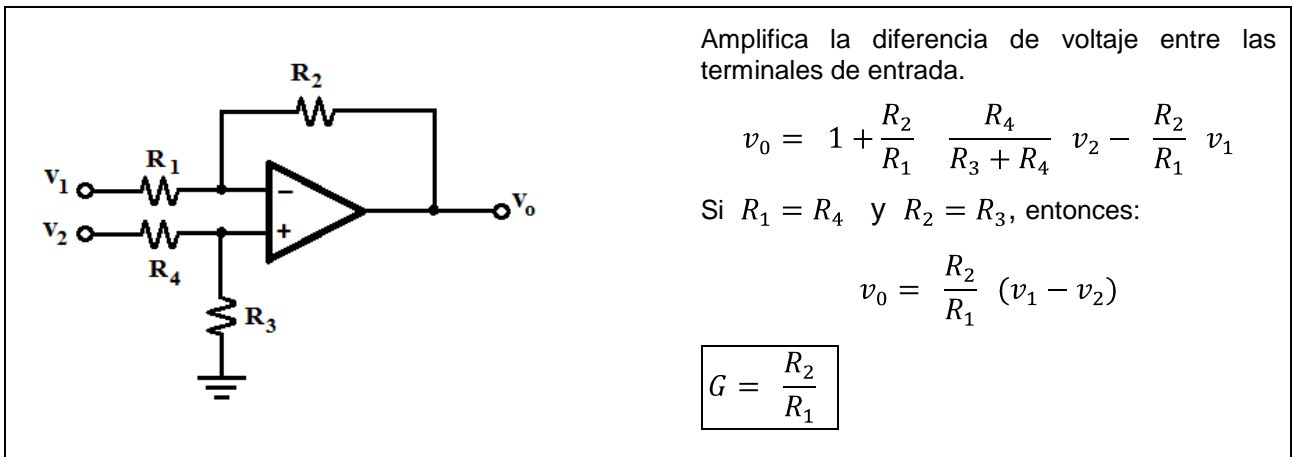 R2
R1
v1
vo
v2
R4
R3
−
+
Amplifica la diferencia de voltaje entre las
terminales de entrada.
v₀ = 1 + R₂/R₁ R₄/(R₃ + R₄) v₂ − R₂/R₁ v₁
Si R₁ = R₄ y R₂ = R₃, entonces:
v₀ = R₂/R₁ (v₁ − v₂)
G = R₂/R₁